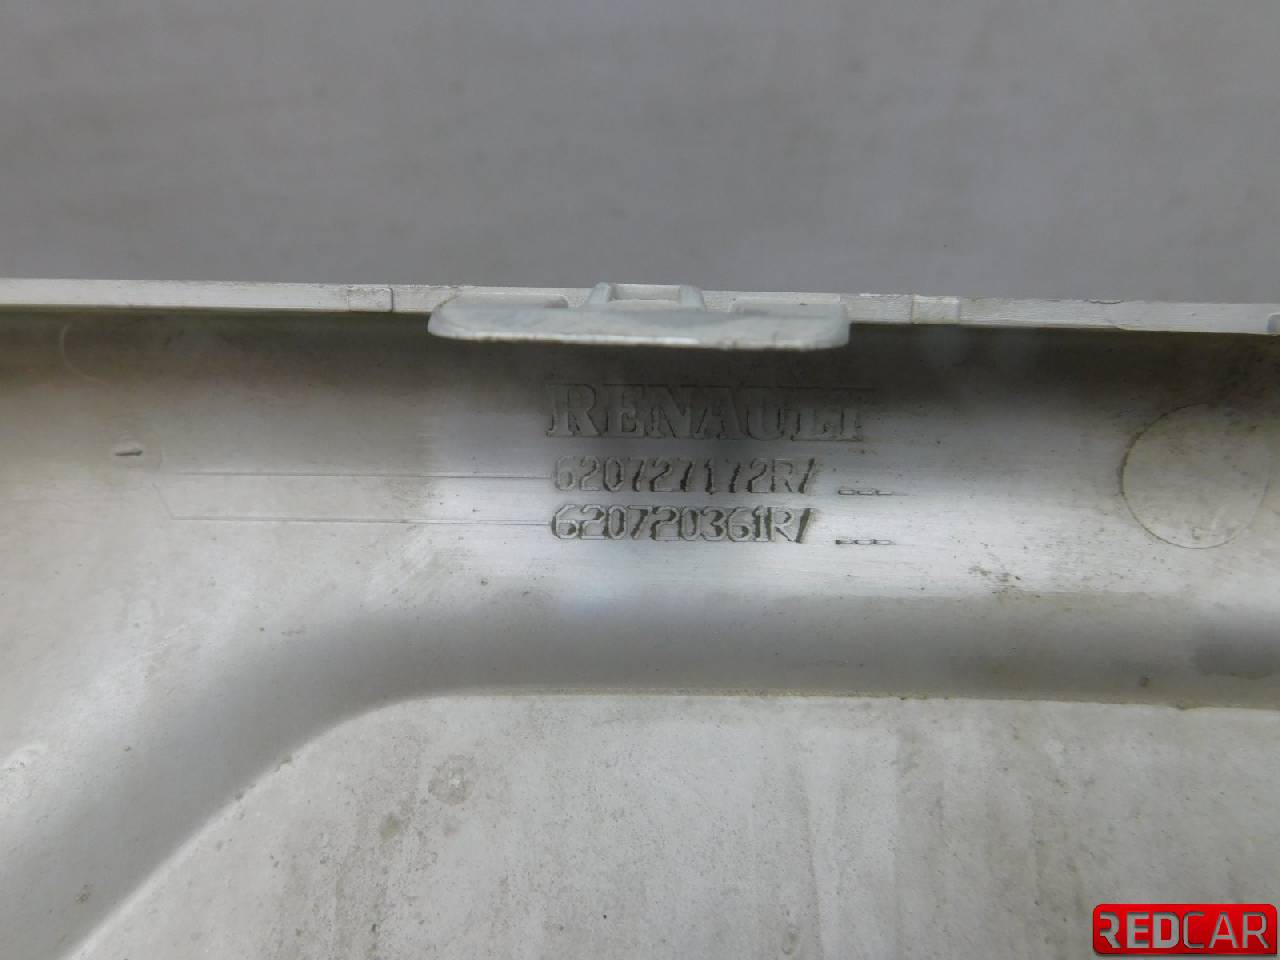 RENAULT
620727172R/_---
620720361R/_---
REDCAR